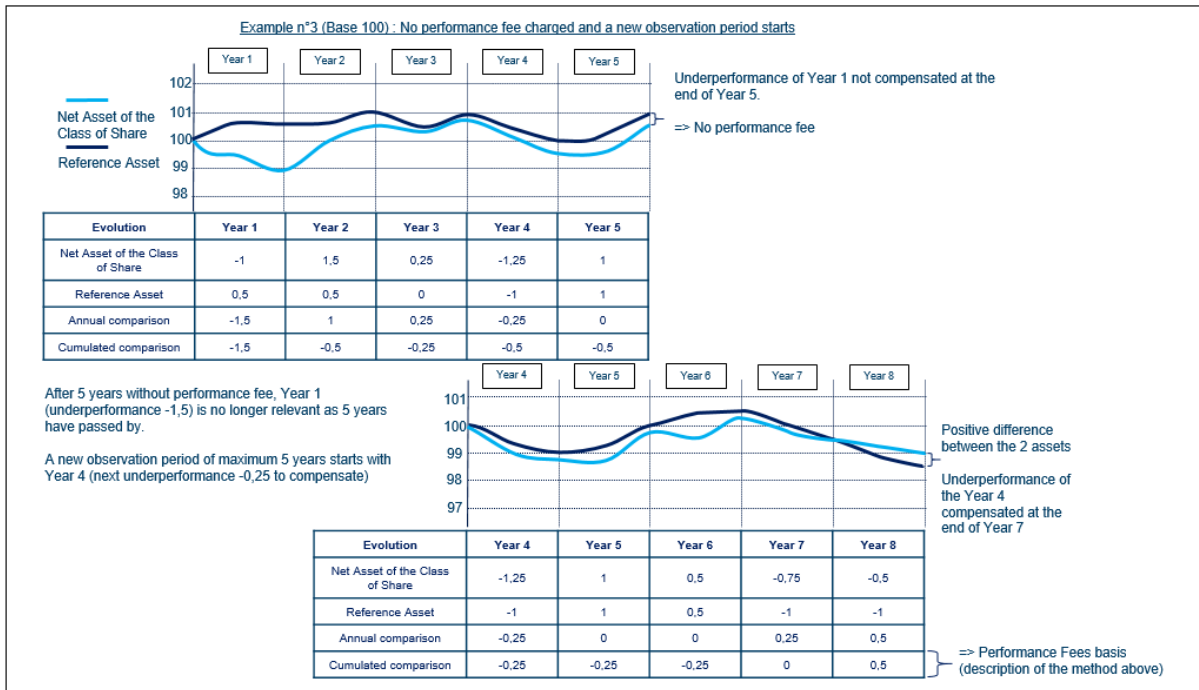 Example n°3 (Base 100) : No performance fee charged and a new observation period starts
Year 1 Year 2 Year 3 Year 4 Year 5
102
101
100
99
98
Net Asset of the
Class of Share
Reference Asset
Underperformance of Year 1 not compensated at the
end of Year 5.
=> No performance fee
Evolution Year 1 Year 2 Year 3 Year 4 Year 5
Net Asset of the Class
of Share -1 1,5 0,25 -1,25 1
Reference Asset 0,5 0,5 0 -1 1
Annual comparison -1,5 1 0,25 -0,25 0
Cumulated comparison -1,5 -0,5 -0,25 -0,5 -0,5
After 5 years without performance fee, Year 1
(underperformance -1,5) is no longer relevant as 5 years
have passed by.
A new observation period of maximum 5 years starts with
Year 4 (next underperformance -0,25 to compensate)
Year 4 Year 5 Year 6 Year 7 Year 8
101
100
99
98
97
Positive difference
between the 2 assets
Underperformance of
the Year 4
compensated at the
end of Year 7
Evolution Year 4 Year 5 Year 6 Year 7 Year 8
Net Asset of the Class
of Share -1,25 1 0,5 -0,75 -0,5
Reference Asset -1 1 0,5 -1 -1
Annual comparison -0,25 0 0 0,25 0,5
Cumulated comparison -0,25 -0,25 -0,25 0 0,5
=> Performance Fees basis
(description of the method above)